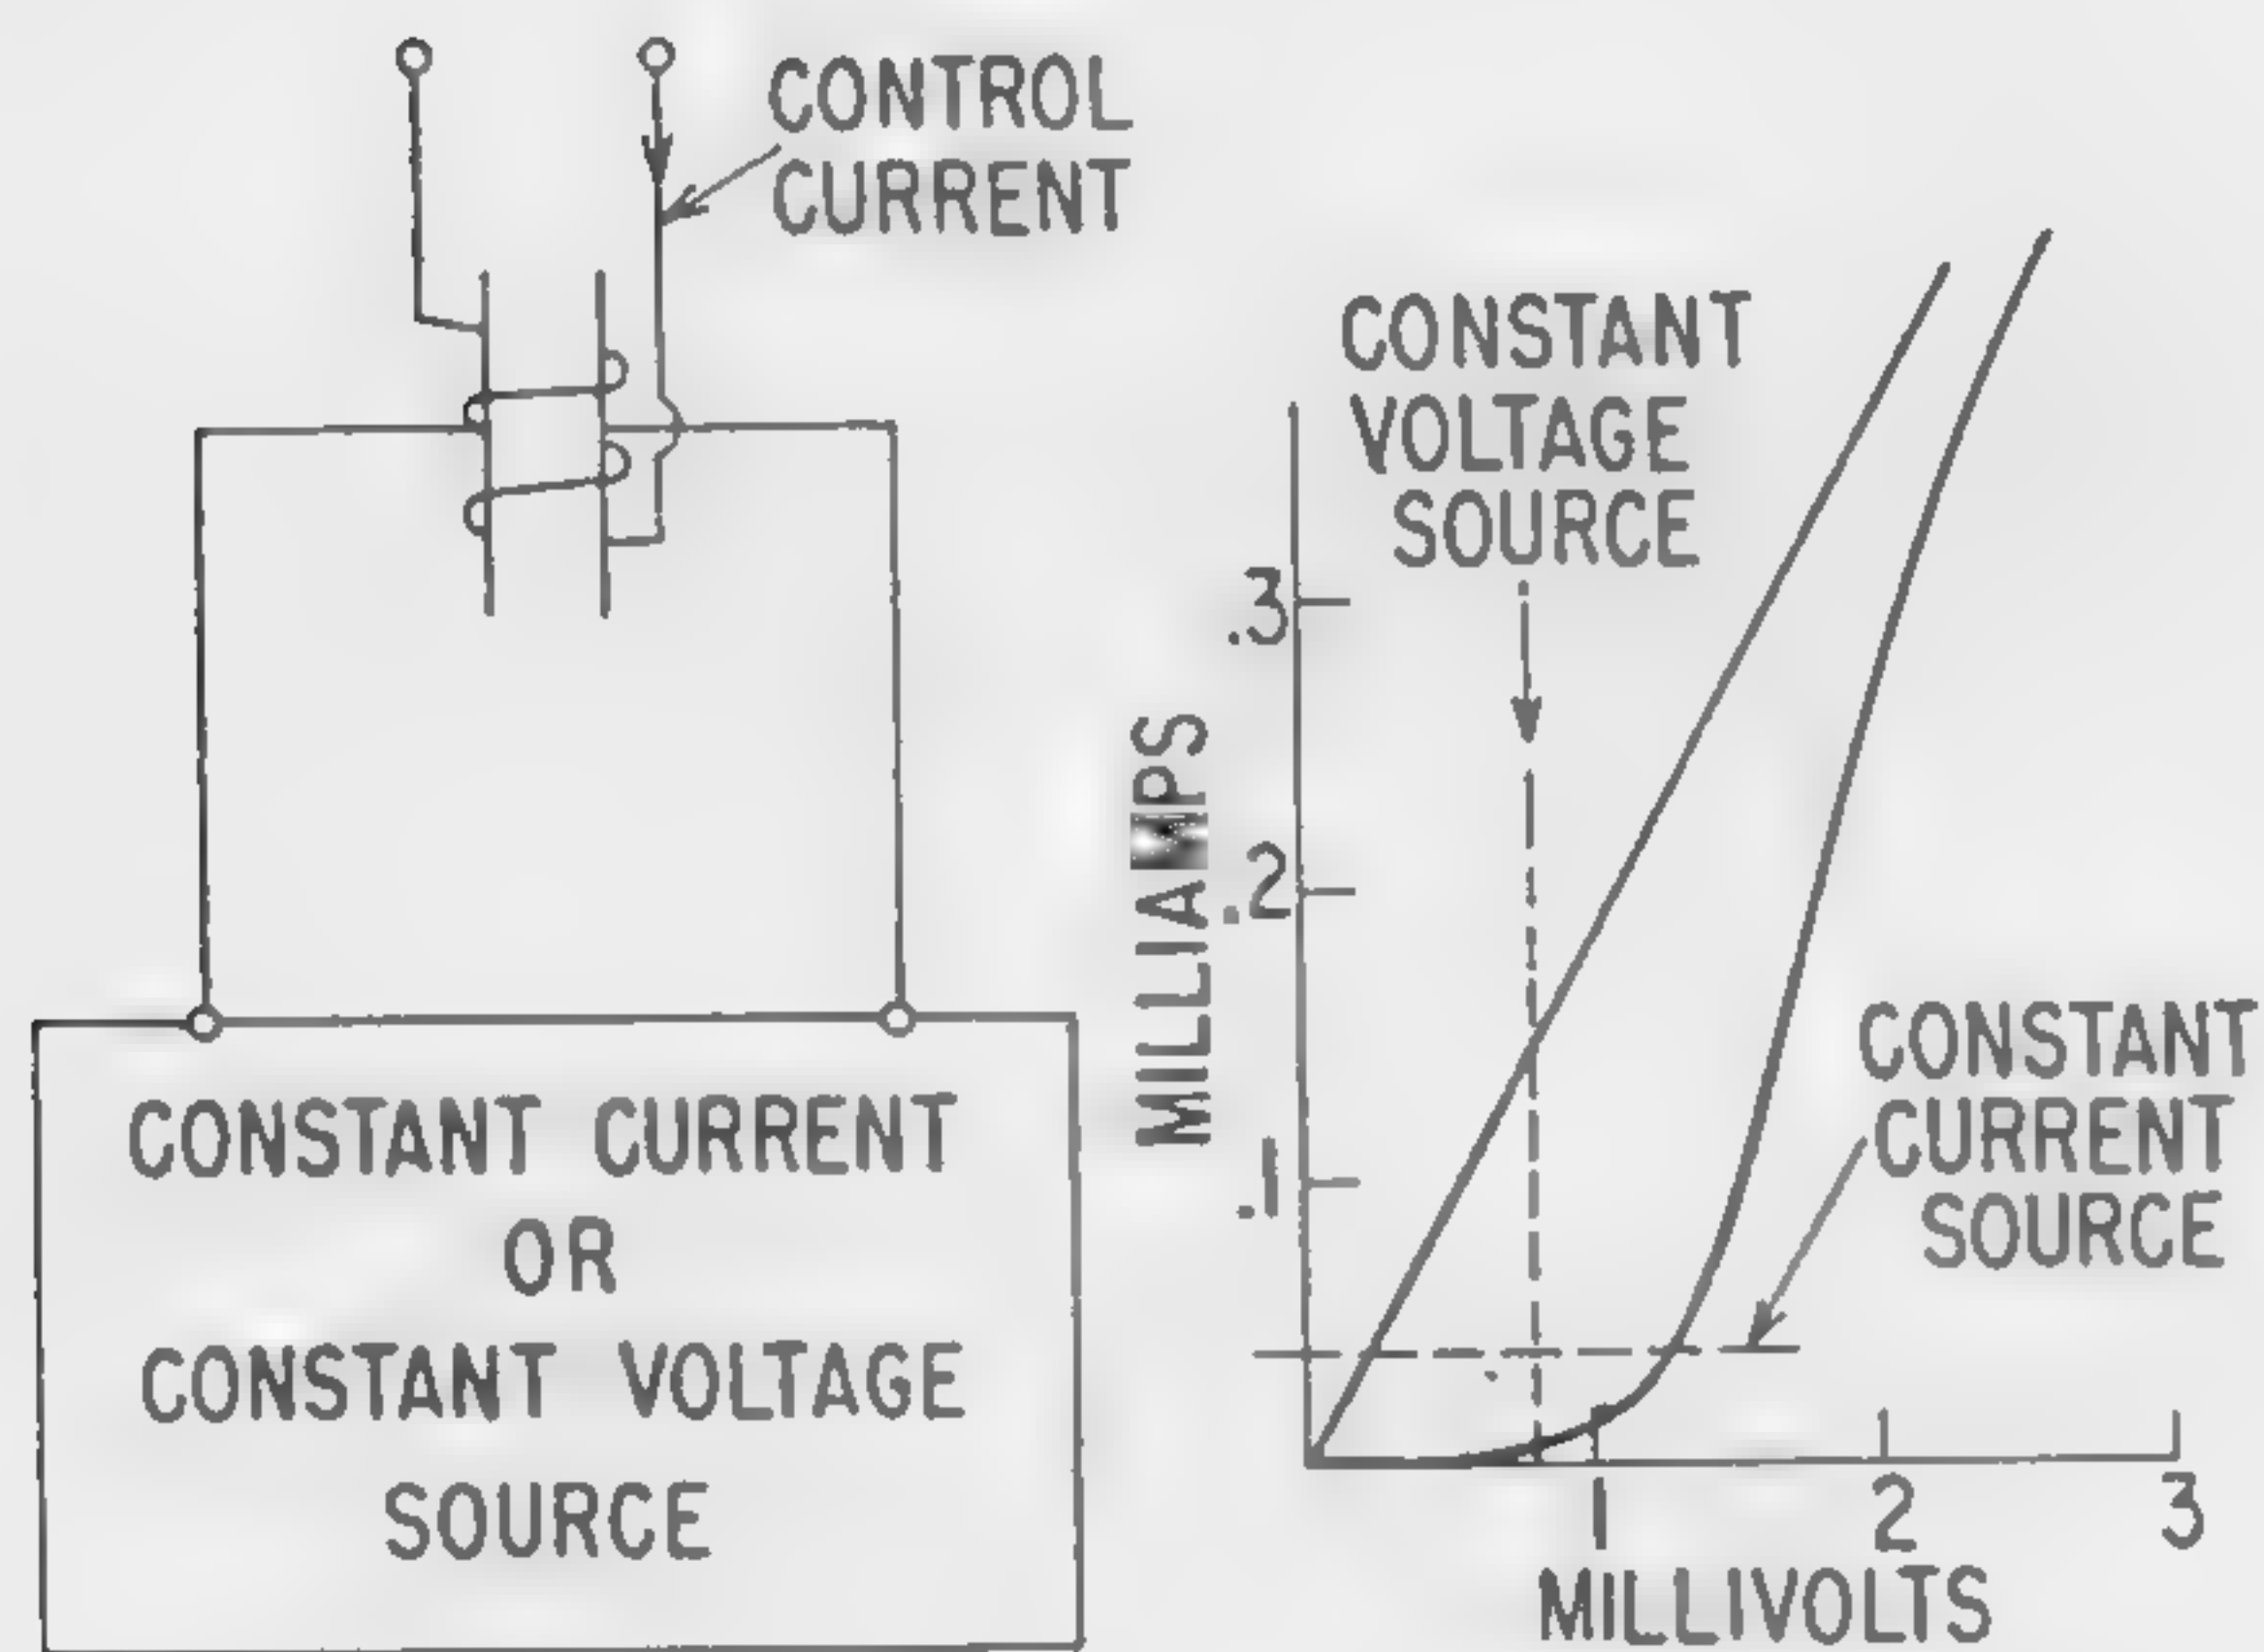 CONTROL
CURRENT
CONSTANT
VOLTAGE
SOURCE
.3
.2
.1
CONSTANT
CURRENT
SOURCE
1
2
3
MILLIVOLTS
CONSTANT CURRENT
OR
CONSTANT VOLTAGE
SOURCE